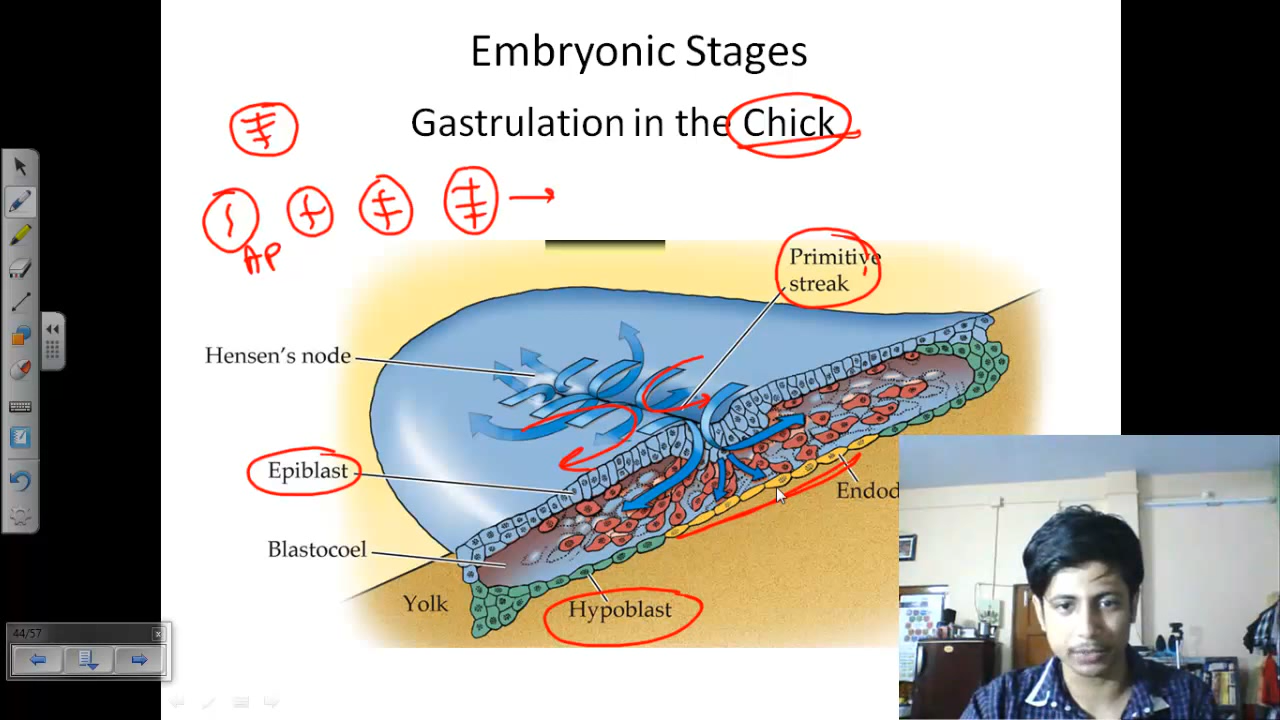 Embryonic Stages
Gastrulation in the Chick
AP
Primitive
streak
Hensen's node
Epiblast
Endod
Blastocoel
Yolk
Hypoblast
44/57